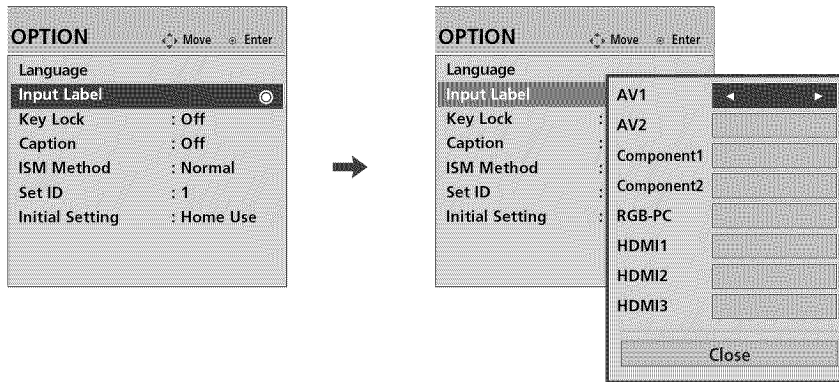 OPTION Move Enter
Language
Input Label
Key Lock : Off
Caption : Off
ISM Method : Normal
Set ID : 1
Initial Setting : Home Use
OPTION Move Enter
Language
Input Label
Key Lock :
Caption :
ISM Method :
Set ID :
Initial Setting :
AV1
AV2
Component1
Component2
RGB-PC
HDMI1
HDMI2
HDMI3
Close